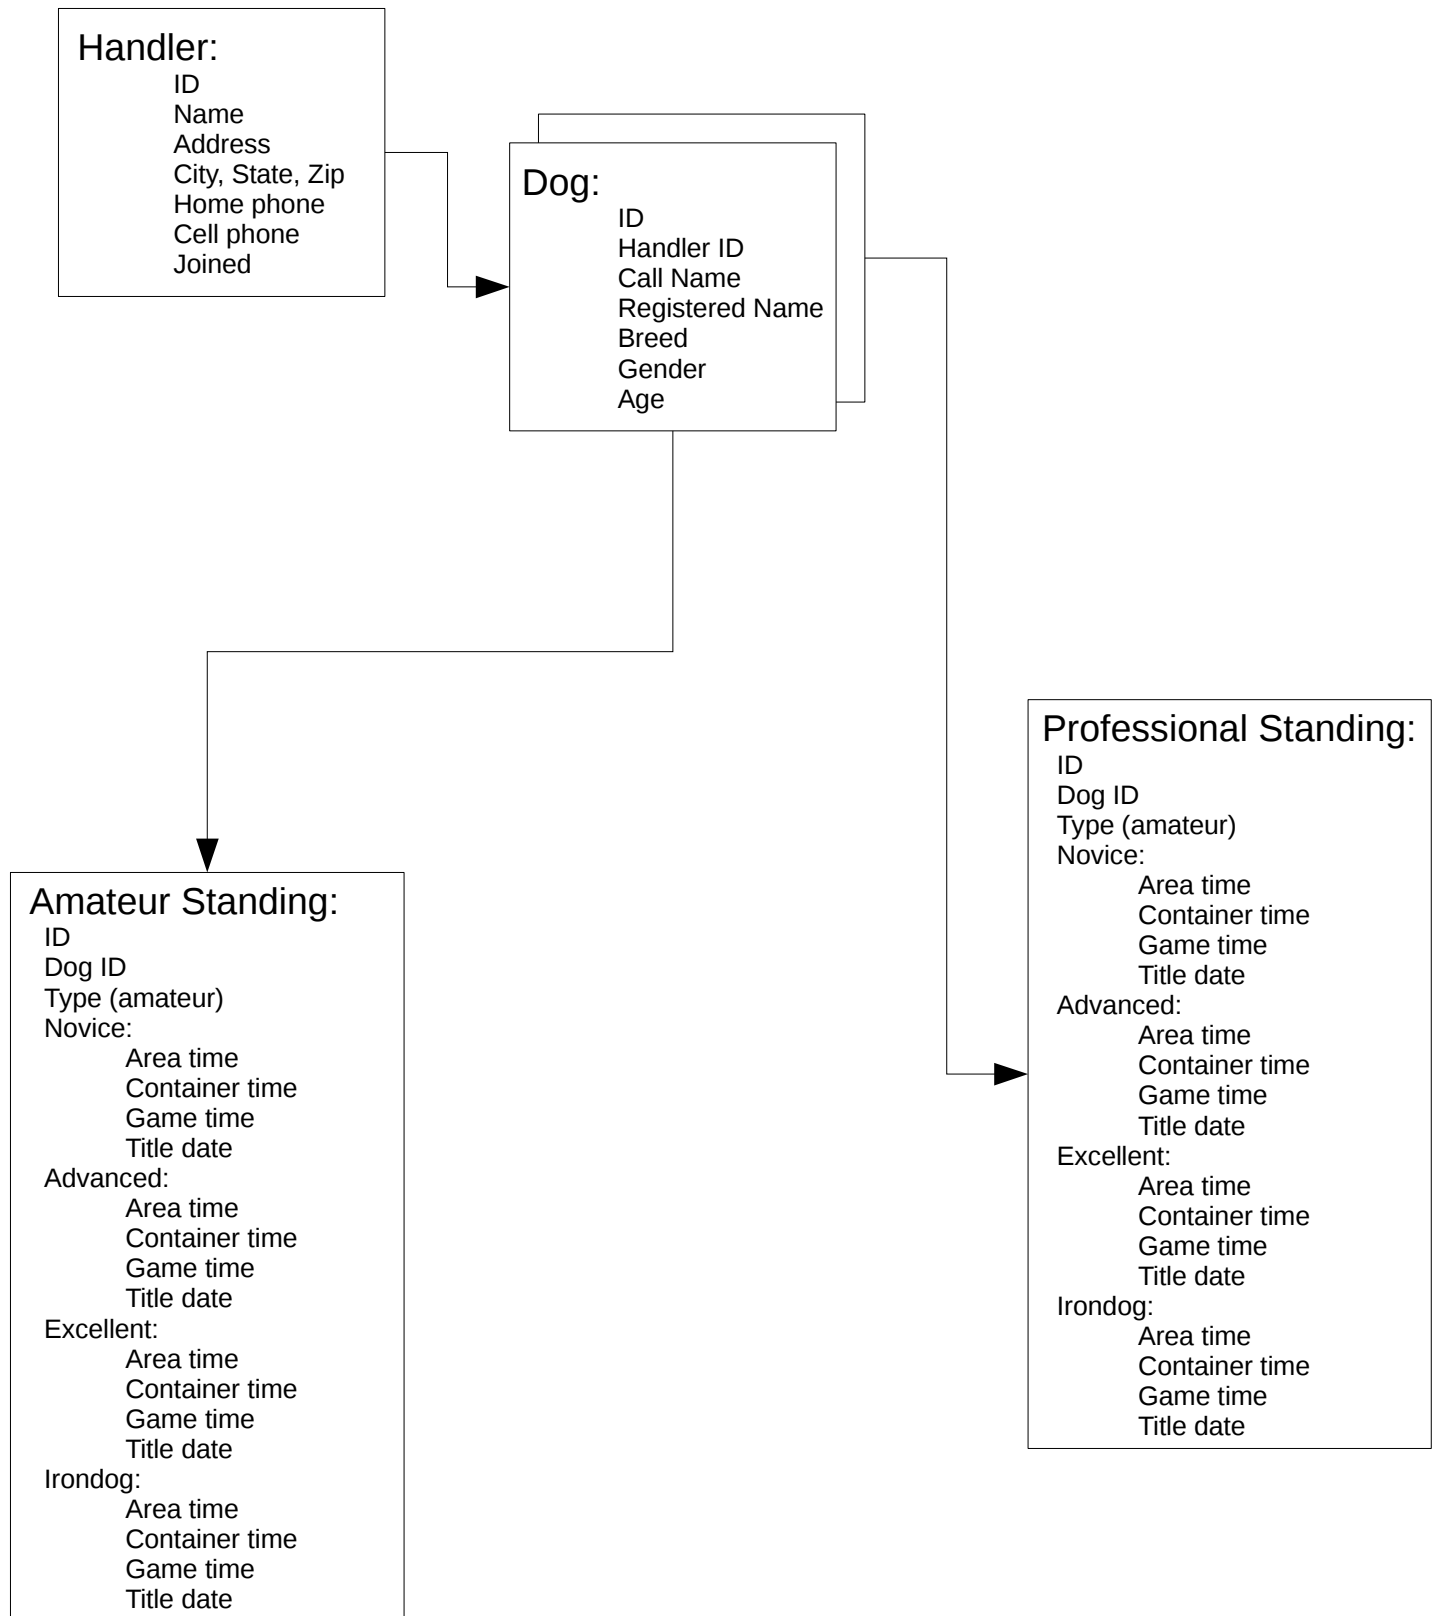 Handler:
ID
Name
Address
City, State, Zip
Home phone
Cell phone
Joined
Dog:
ID
Handler ID
Call Name
Registered Name
Breed
Gender
Age
Amateur Standing:
ID
Dog ID
Type (amateur)
Novice:
Area time
Container time
Game time
Title date
Advanced:
Area time
Container time
Game time
Title date
Excellent:
Area time
Container time
Game time
Title date
Irondog:
Area time
Container time
Game time
Title date
Professional Standing:
ID
Dog ID
Type (amateur)
Novice:
Area time
Container time
Game time
Title date
Advanced:
Area time
Container time
Game time
Title date
Excellent:
Area time
Container time
Game time
Title date
Irondog:
Area time
Container time
Game time
Title date